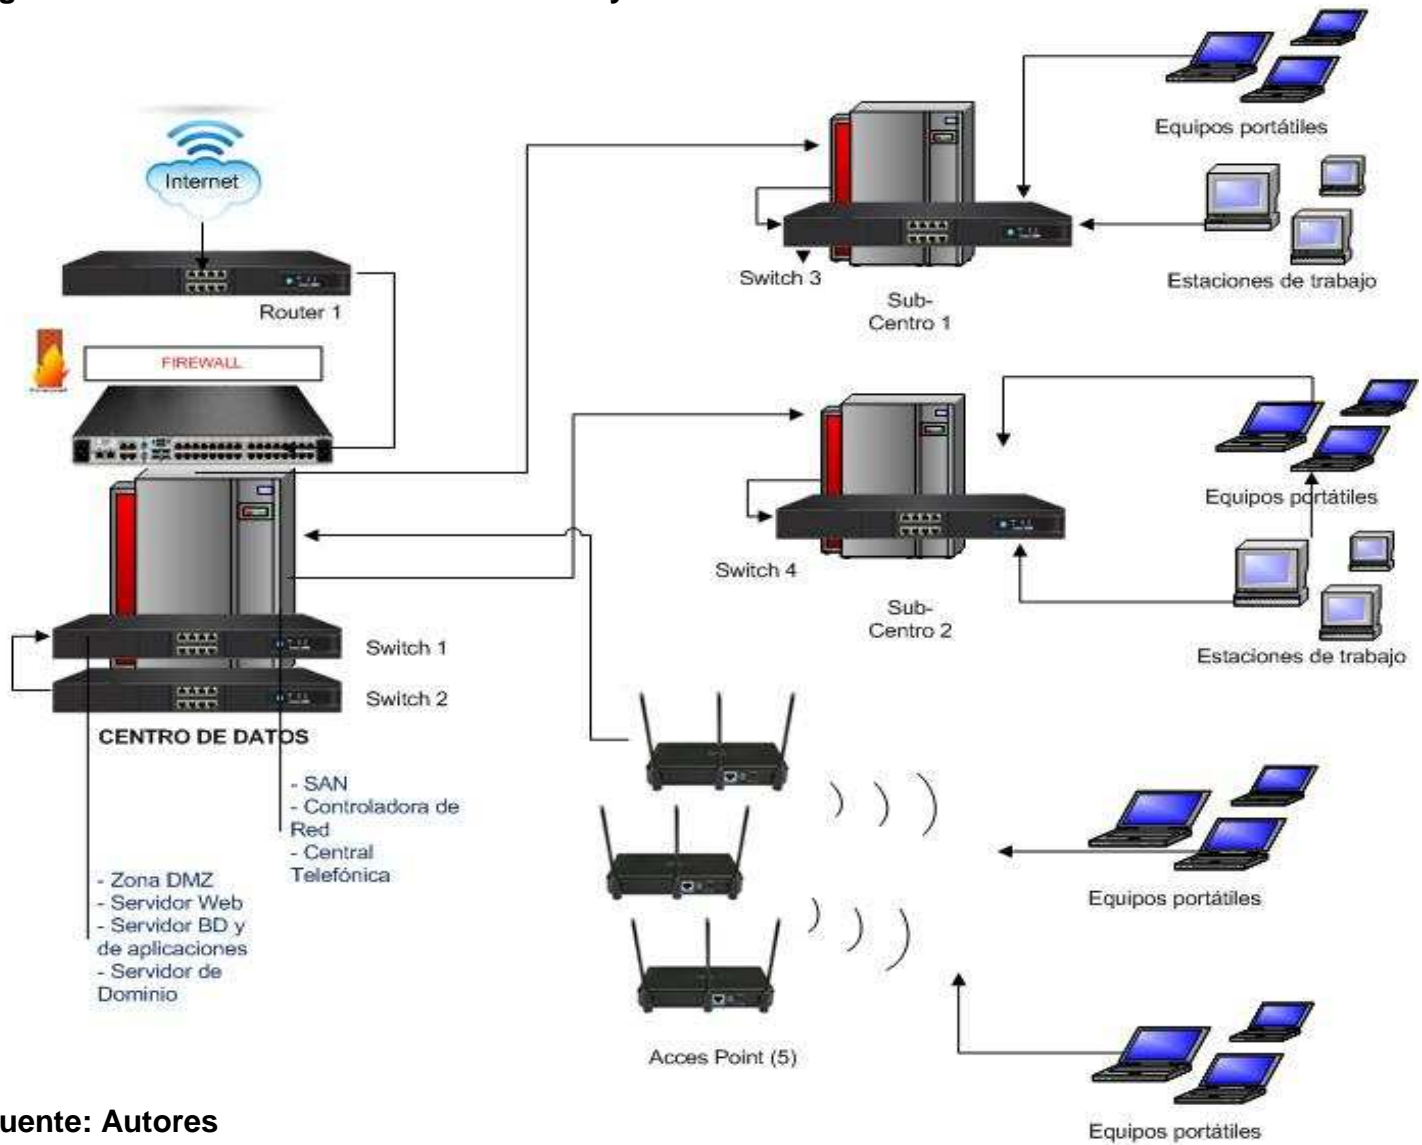 Equipos portátiles
Internet
Estaciones de trabajo
Switch 3
Sub-
Centro 1
Router 1
FIREWALL
Equipos portátiles
Switch 4
Sub-
Centro 2
Estaciones de trabajo
Switch 1
Switch 2
CENTRO DE DATOS
- SAN
- Controladora de
Red
- Central
Telefónica
- Zona DMZ
- Servidor Web
- Servidor BD y
de aplicaciones
- Servidor de
Dominio
Equipos portátiles
Acces Point (5)
uente: Autores
Equipos portátiles